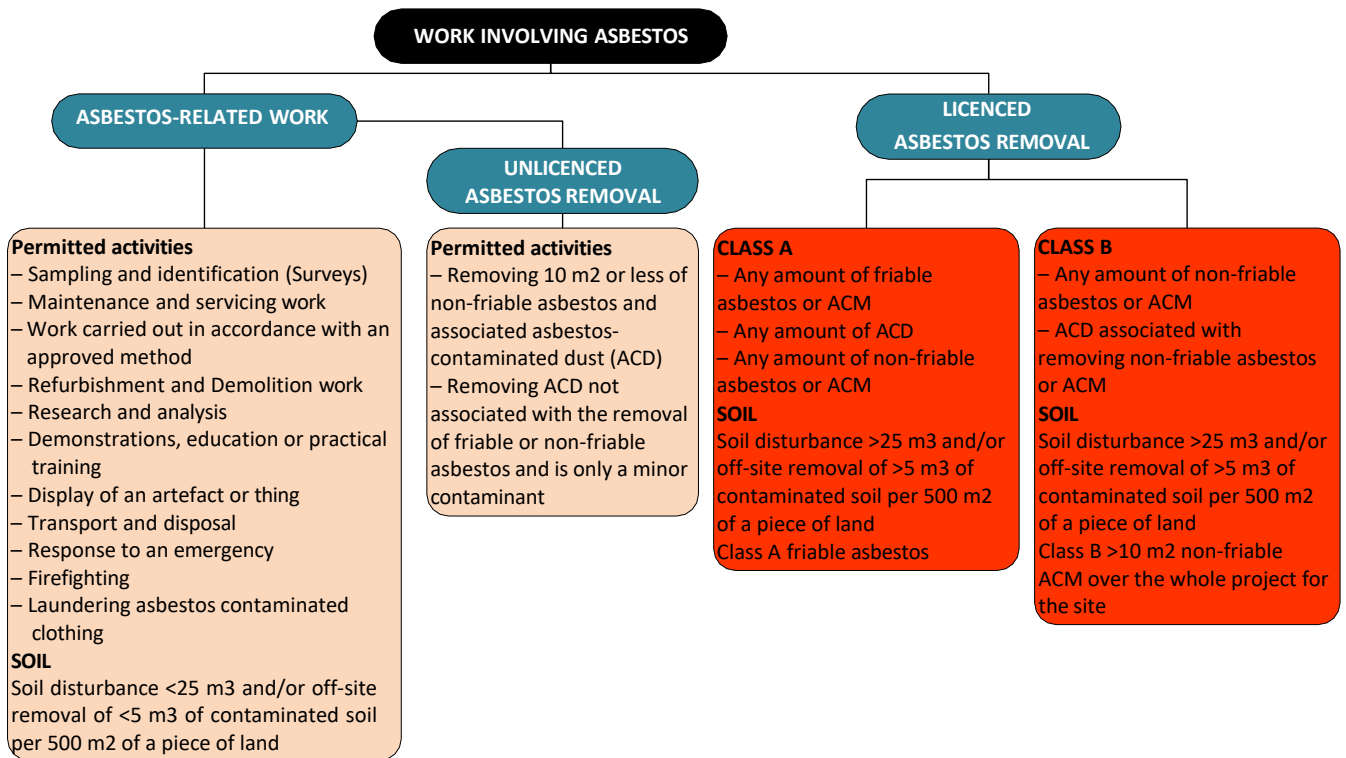 WORK INVOLVING ASBESTOS
ASBESTOS-RELATED WORK
LICENCED
ASBESTOS REMOVAL
UNLICENCED
ASBESTOS REMOVAL
Permitted activities
– Sampling and identification (Surveys)
– Maintenance and servicing work
– Work carried out in accordance with an
approved method
– Refurbishment and Demolition work
– Research and analysis
– Demonstrations, education or practical
training
– Display of an artefact or thing
– Transport and disposal
– Response to an emergency
– Firefighting
– Laundering asbestos contaminated
clothing
SOIL
Soil disturbance <25 m3 and/or off-site
removal of <5 m3 of contaminated soil
per 500 m2 of a piece of land
Permitted activities
– Removing 10 m2 or less of
non-friable asbestos and
associated asbestos-
contaminated dust (ACD)
– Removing ACD not
associated with the removal
of friable or non-friable
asbestos and is only a minor
contaminant
CLASS A
– Any amount of friable
asbestos or ACM
– Any amount of ACD
– Any amount of non-friable
asbestos or ACM
SOIL
Soil disturbance >25 m3 and/or
off-site removal of >5 m3 of
contaminated soil per 500 m2
of a piece of land
Class A friable asbestos
CLASS B
– Any amount of non-friable
asbestos or ACM
– ACD associated with
removing non-friable asbestos
or ACM
SOIL
Soil disturbance >25 m3 and/or
off-site removal of >5 m3 of
contaminated soil per 500 m2
of a piece of land
Class B >10 m2 non-friable
ACM over the whole project for
the site